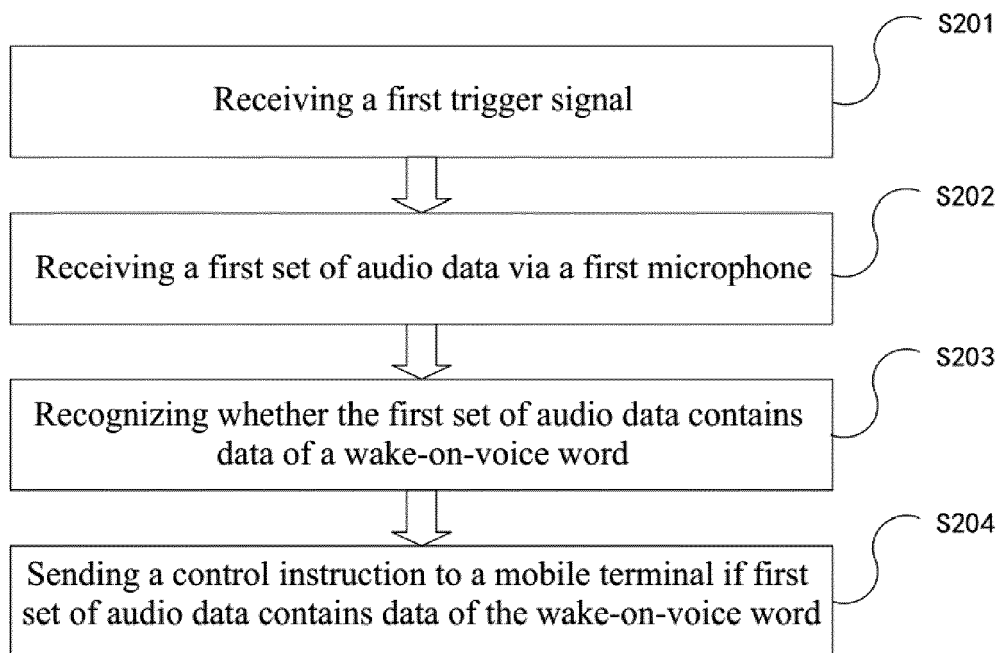 S201
Receiving a first trigger signal
S202
Receiving a first set of audio data via a first microphone
S203
Recognizing whether the first set of audio data contains
data of a wake-on-voice word
S204
Sending a control instruction to a mobile terminal if first
set of audio data contains data of the wake-on-voice word